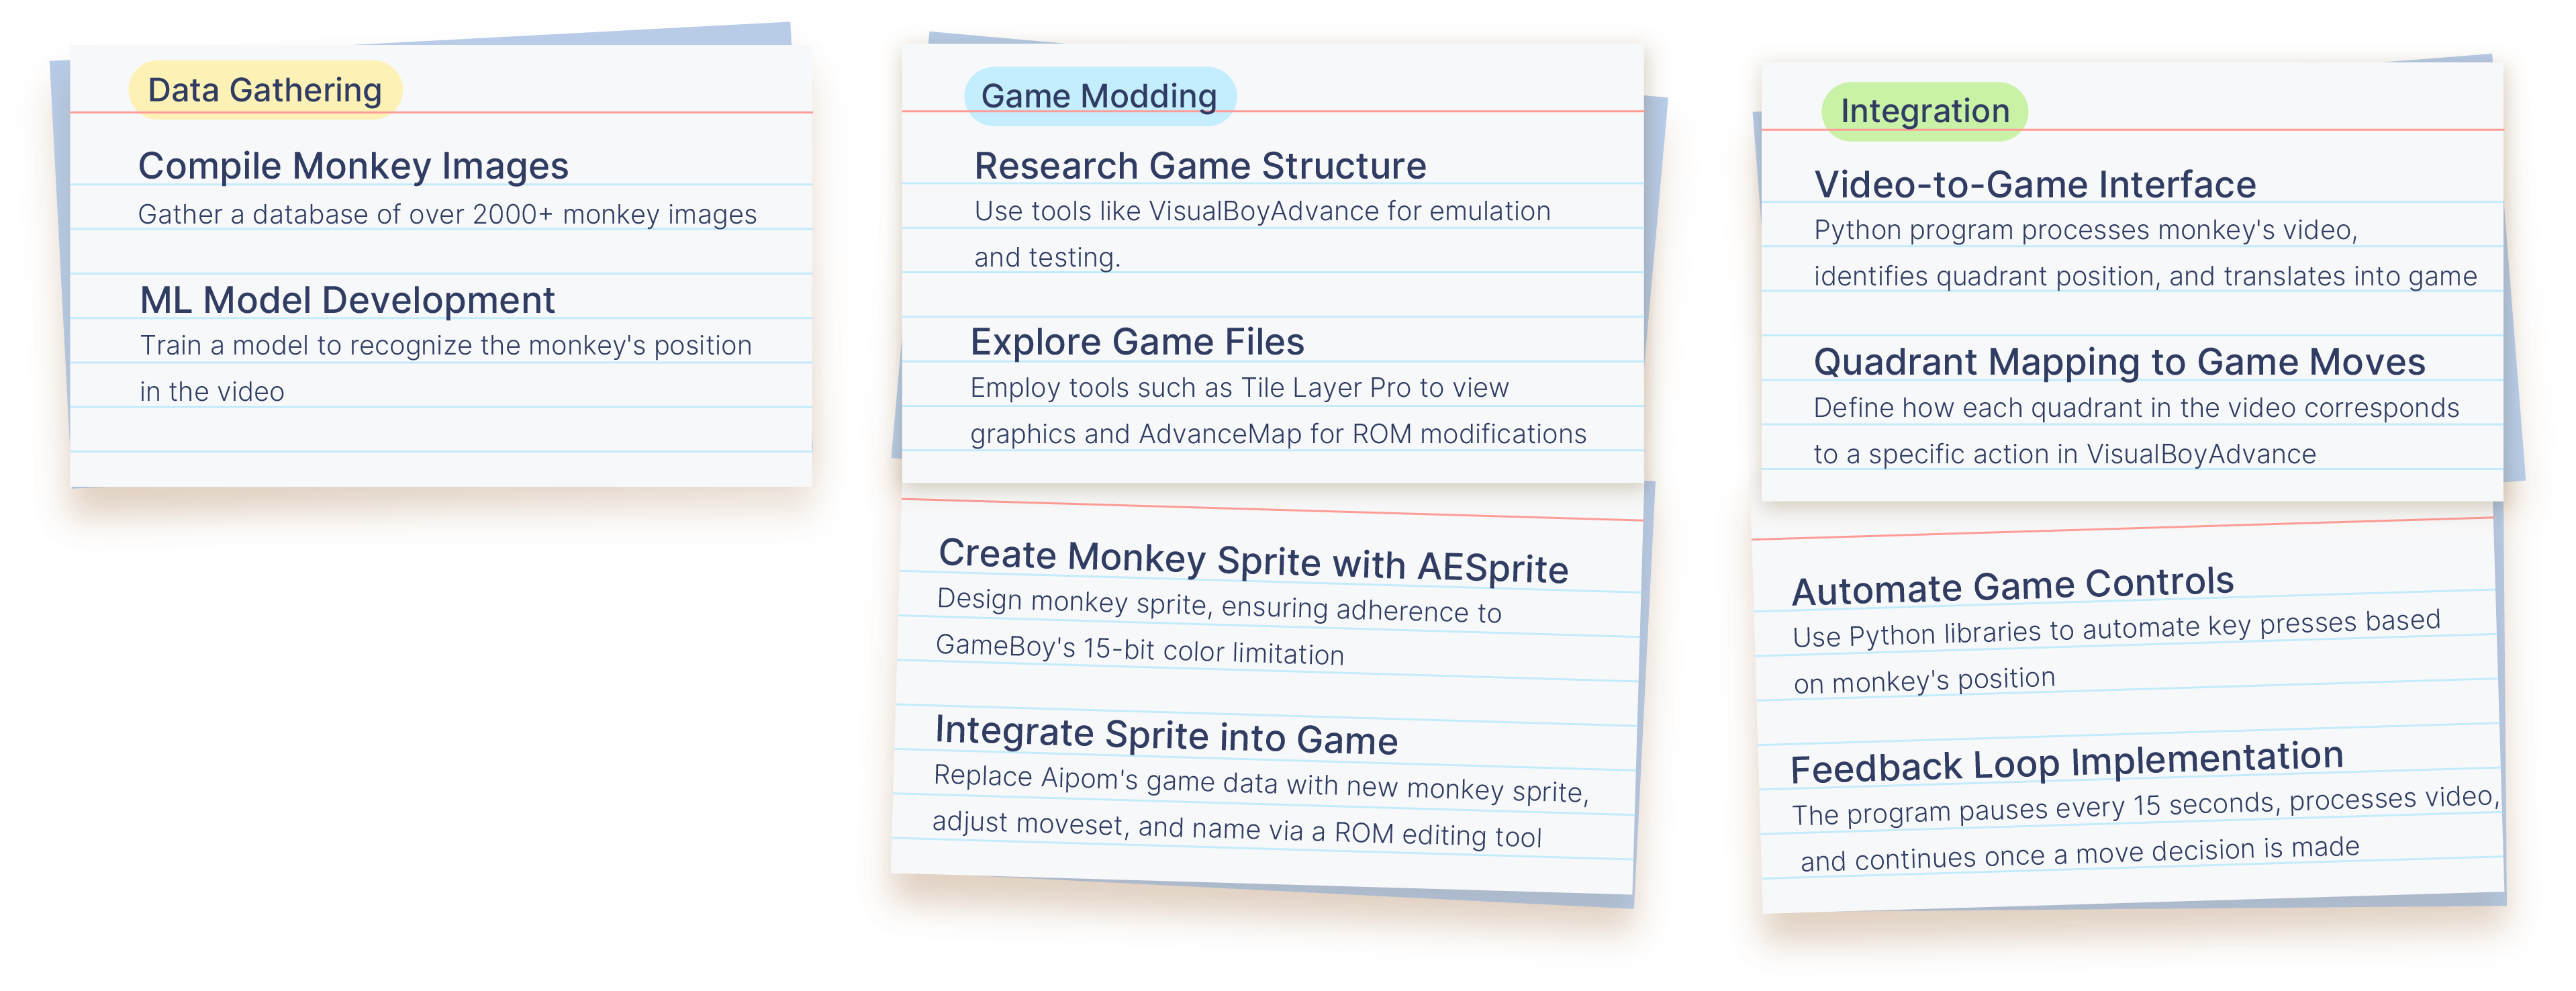 Data Gathering
Compile Monkey Images
Gather a database of over 2000+ monkey images
ML Model Development
Train a model to recognize the monkey's position
in the video
Game Modding
Research Game Structure
Use tools like VisualBoyAdvance for emulation
and testing.
Explore Game Files
Employ tools such as Tile Layer Pro to view
graphics and AdvanceMap for ROM modifications
Create Monkey Sprite with AESprite
Design monkey sprite, ensuring adherence to
GameBoy's 15-bit color limitation
Integrate Sprite into Game
Replace Aipom's game data with new monkey sprite,
adjust moveset, and name via a ROM editing tool
Integration
Video-to-Game Interface
Python program processes monkey's video,
identifies quadrant position, and translates into game
Quadrant Mapping to Game Moves
Define how each quadrant in the video corresponds
to a specific action in VisualBoyAdvance
Automate Game Controls
Use Python libraries to automate key presses based
on monkey's position
Feedback Loop Implementation
The program pauses every 15 seconds, processes video,
and continues once a move decision is made